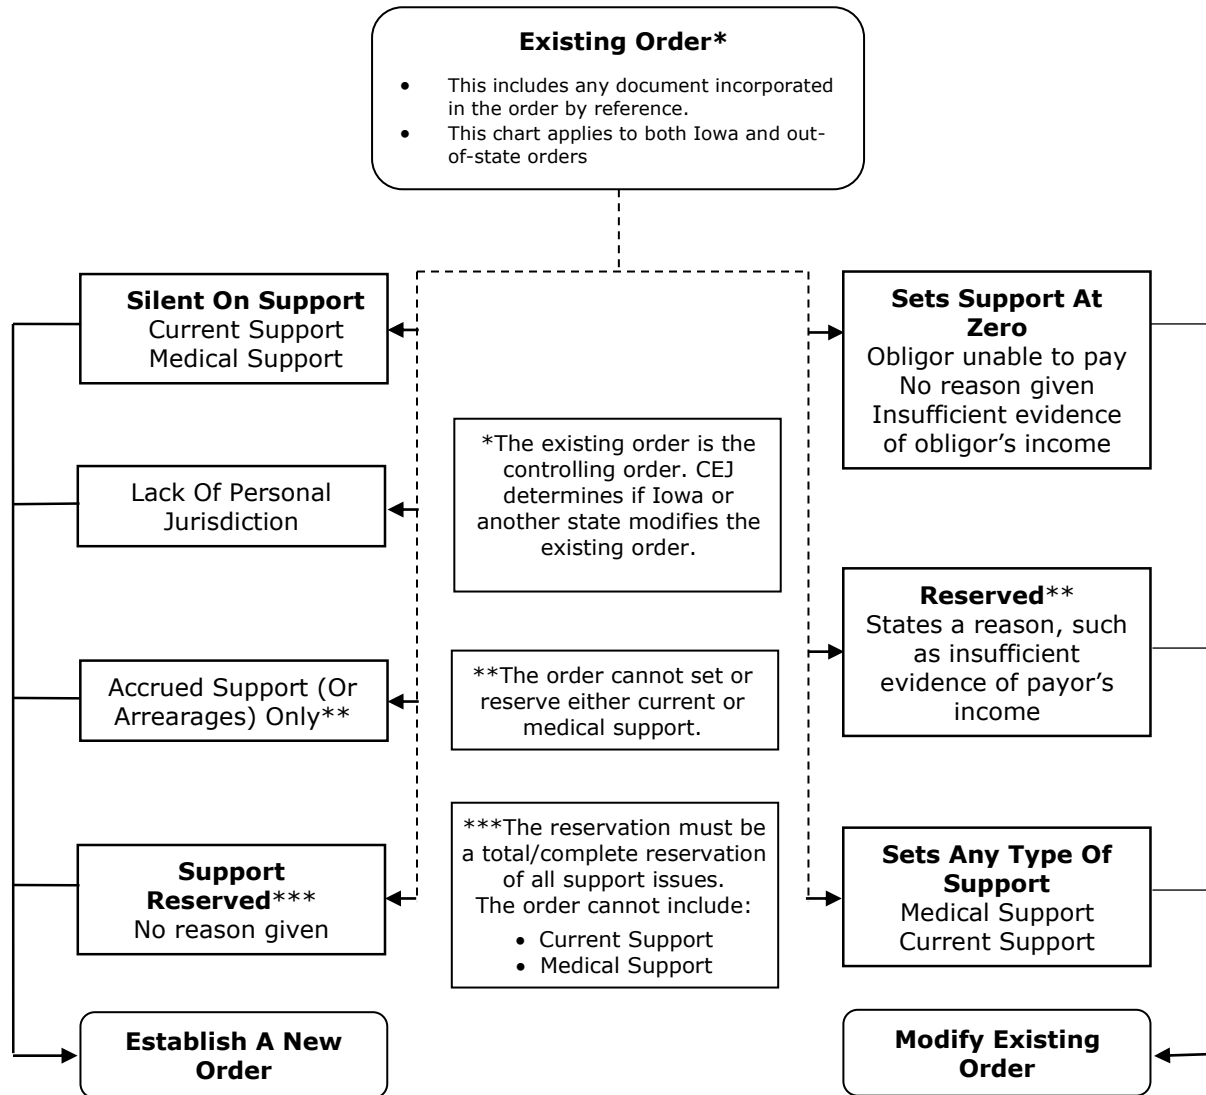 Existing Order*
• This includes any document incorporated
in the order by reference.
• This chart applies to both Iowa and out-
of-state orders
Silent On Support
Current Support
Medical Support
Lack Of Personal
Jurisdiction
Accrued Support (Or
Arrearages) Only**
Support
Reserved***
No reason given
Establish A New
Order
*The existing order is the
controlling order. CEJ
determines if Iowa or
another state modifies the
existing order.
**The order cannot set or
reserve either current or
medical support.
***The reservation must be
a total/complete reservation
of all support issues.
The order cannot include:
• Current Support
• Medical Support
Sets Support At
Zero
Obligor unable to pay
No reason given
Insufficient evidence
of obligor’s income
Reserved**
States a reason, such
as insufficient
evidence of payor’s
income
Sets Any Type Of
Support
Medical Support
Current Support
Modify Existing
Order